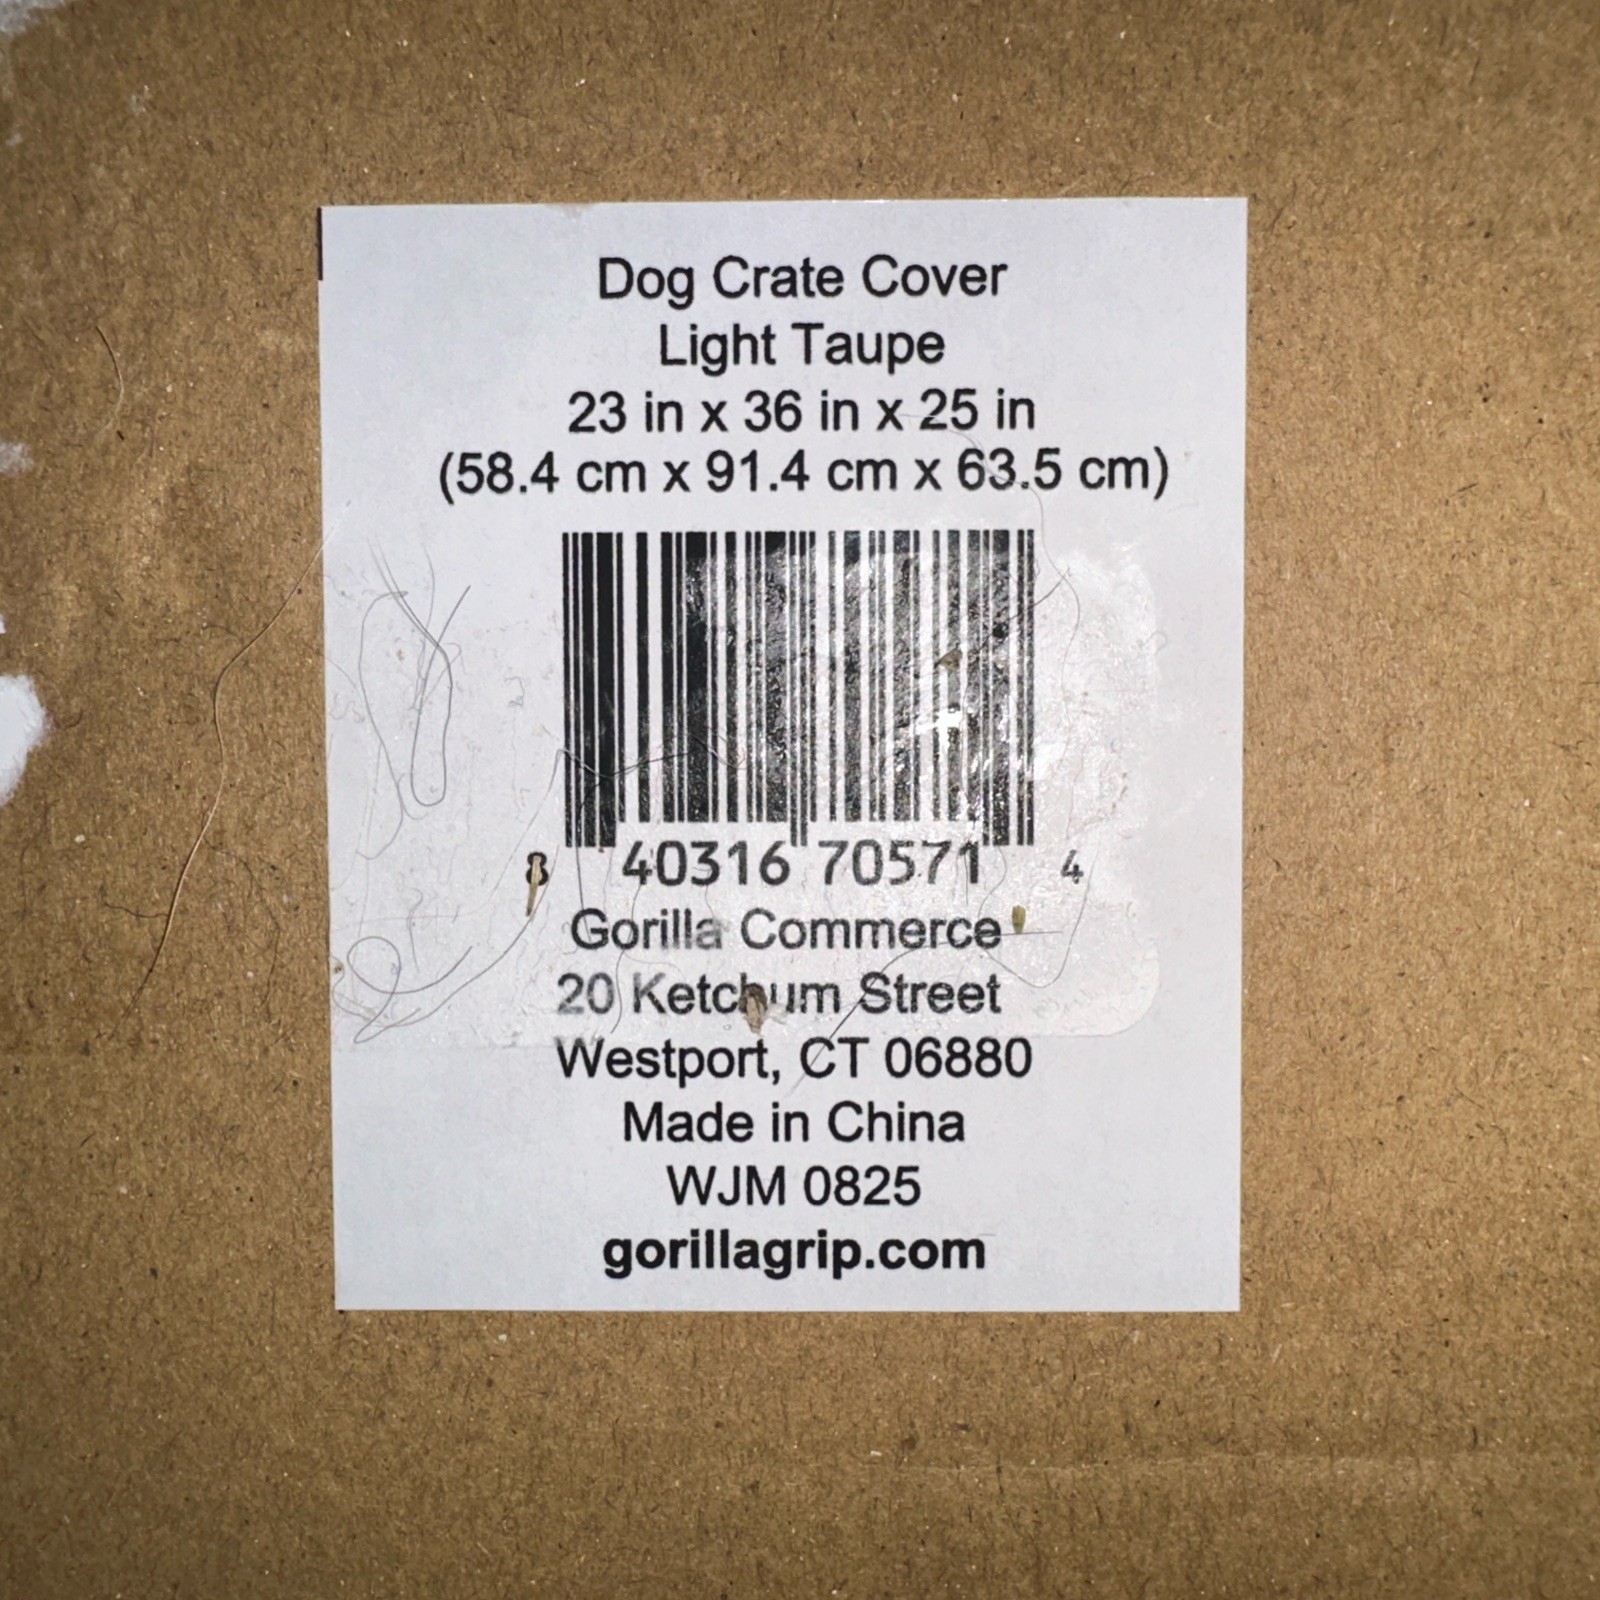 Dog Crate Cover
Light Taupe
23 in x 36 in x 25 in
(58.4 cm x 91.4 cm x 63.5 cm)
8 40316 70571 4
Gorilla Commerce
20 Ketchum Street
Westport, CT 06880
Made in China
WJM 0825
gorillagrip.com